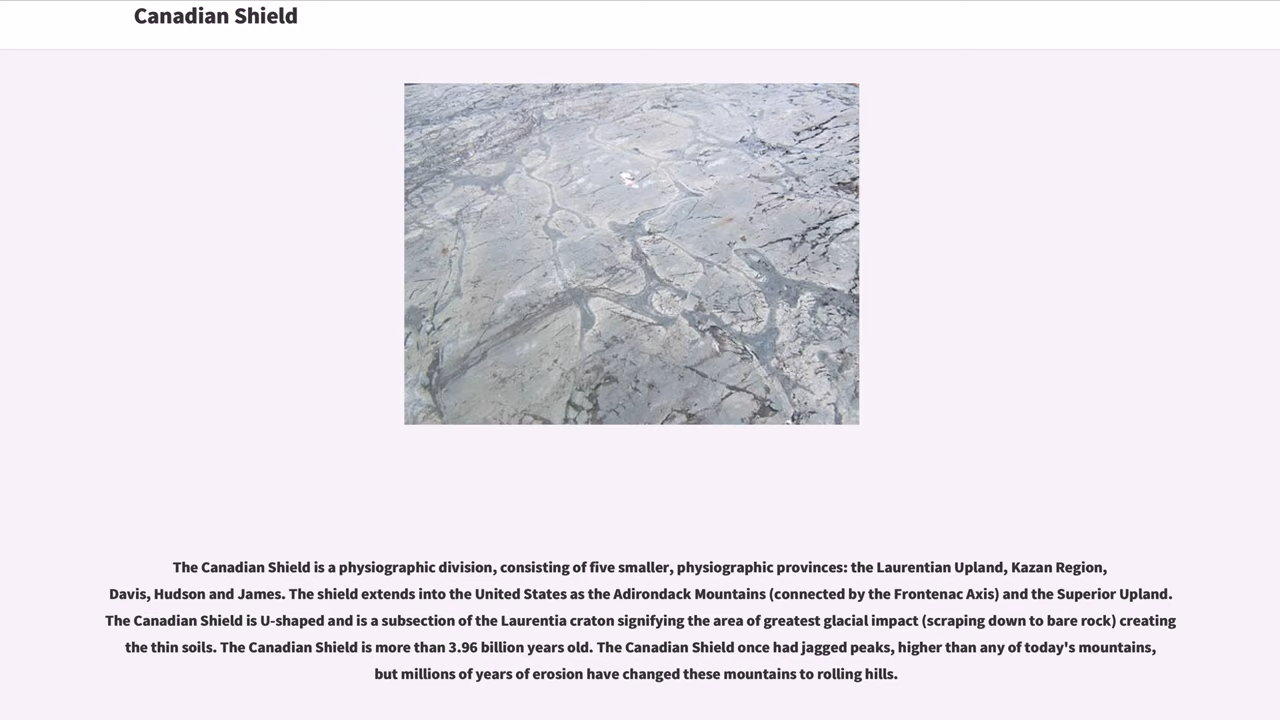 Canadian Shield
The Canadian Shield is a physiographic division, consisting of five smaller, physiographic provinces: the Laurentian Upland, Kazan Region,
Davis, Hudson and James. The shield extends into the United States as the Adirondack Mountains (connected by the Frontenac Axis) and the Superior Upland.
The Canadian Shield is U-shaped and is a subsection of the Laurentia craton signifying the area of greatest glacial impact (scraping down to bare rock) creating
the thin soils. The Canadian Shield is more than 3.96 billion years old. The Canadian Shield once had jagged peaks, higher than any of today's mountains,
but millions of years of erosion have changed these mountains to rolling hills.